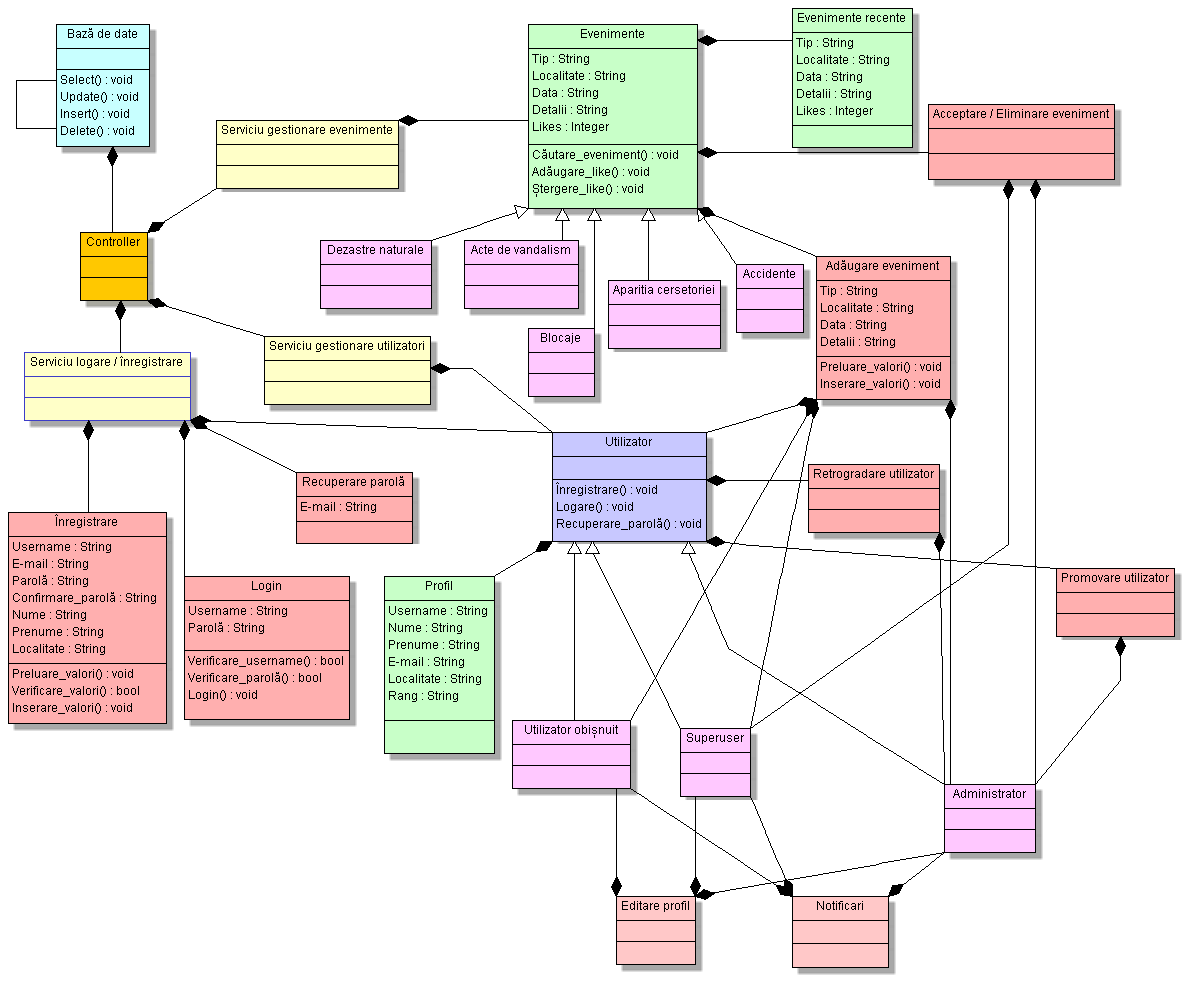 Bază de date
Select() : void
Update() : void
Insert() : void
Delete() : void
Evenimente
Tip : String
Localitate : String
Data : String
Detalii : String
Likes : Integer
Căutare_eveniment() : void
Adăugare_like() : void
Ștergere_like() : void
Evenimente recente
Tip : String
Localitate : String
Data : String
Detalii : String
Likes : Integer
Acceptare / Eliminare eveniment
Serviciu gestionare evenimente
Controller
Dezastre naturale
Acte de vandalism
Aparitia cersetoriei
Accidente
Blocaje
Adăugare eveniment
Tip : String
Localitate : String
Data : String
Detalii : String
Preluare_valori() : void
Inserare_valori() : void
Serviciu gestionare utilizatori
Serviciu logare / înregistrare
Utilizator
Înregistrare() : void
Logare() : void
Recuperare_parolă() : void
Retrogradare utilizator
Recuperare parolă
E-mail : String
Înregistrare
Username : String
E-mail : String
Parolă : String
Confirmare_parolă : String
Nume : String
Prenume : String
Localitate : String
Preluare_valori() : void
Verificare_valori() : bool
Inserare_valori() : void
Login
Username : String
Parolă : String
Verificare_username() : bool
Verificare_parolă() : bool
Login() : void
Profil
Username : String
Nume : String
Prenume : String
E-mail : String
Localitate : String
Rang : String
Promovare utilizator
Utilizator obișnuit
Superuser
Administrator
Editare profil
Notificari